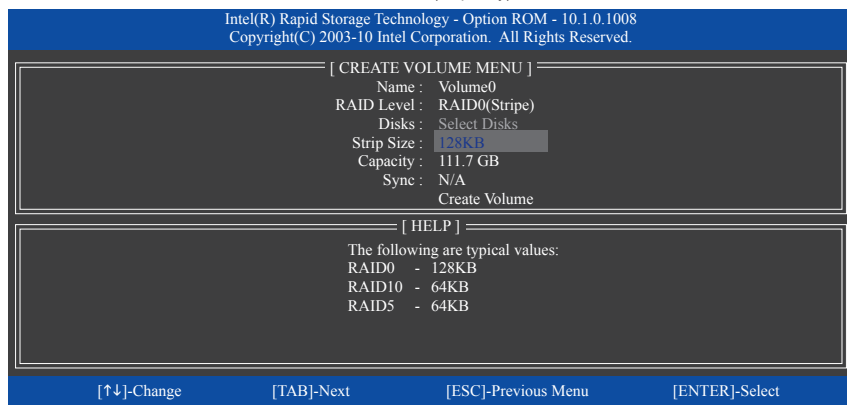 Intel(R) Rapid Storage Technology - Option ROM - 10.1.0.1008
Copyright(C) 2003-10 Intel Corporation. All Rights Reserved.
[ CREATE VOLUME MENU ]
Name : Volume0
RAID Level : RAID0(Stripe)
Disks : Select Disks
Strip Size : 128KB
Capacity : 111.7 GB
Sync : N/A
Create Volume
[ HELP ]
The following are typical values:
RAID0 - 128KB
RAID10 - 64KB
RAID5 - 64KB
[↑↓]-Change [TAB]-Next [ESC]-Previous Menu [ENTER]-Select